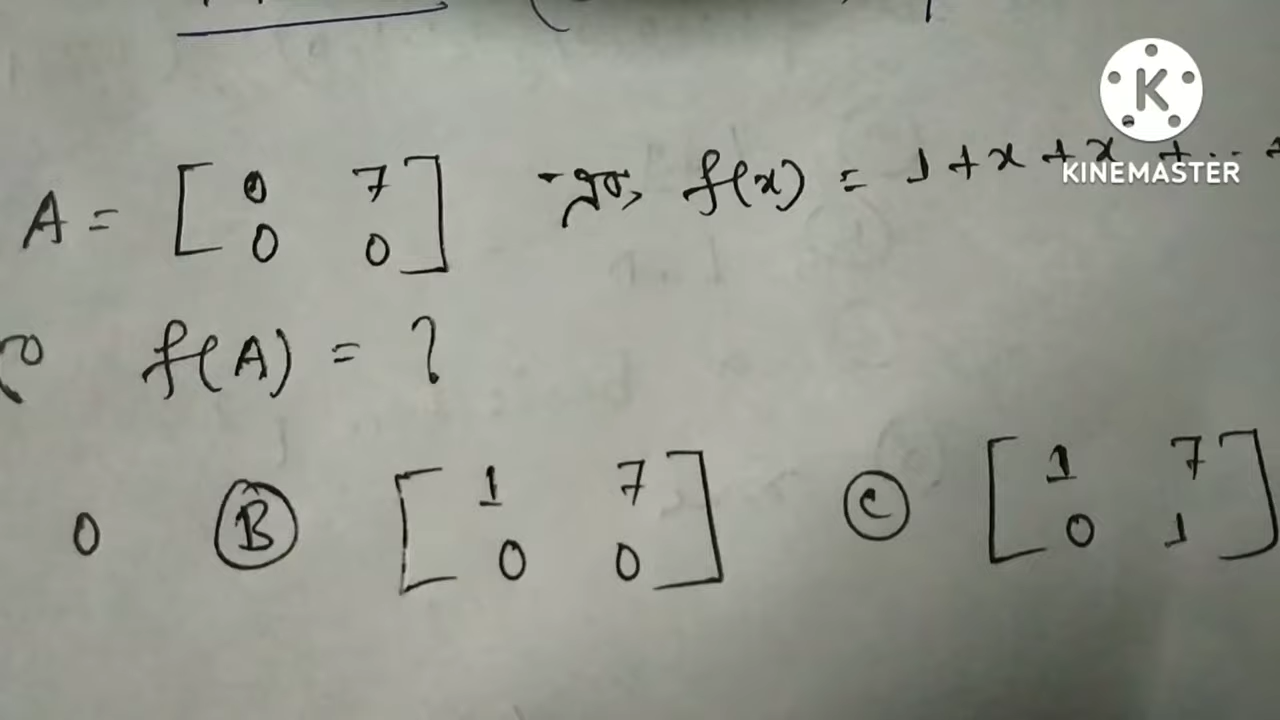 A = [ 0 7 0 0 ] f(x) = 1 + x + x + .. +
KINEMASTER
f(A) = ?
0 (B) [ 1 7 0 0 ] (C) [ 1 7 0 1 ]